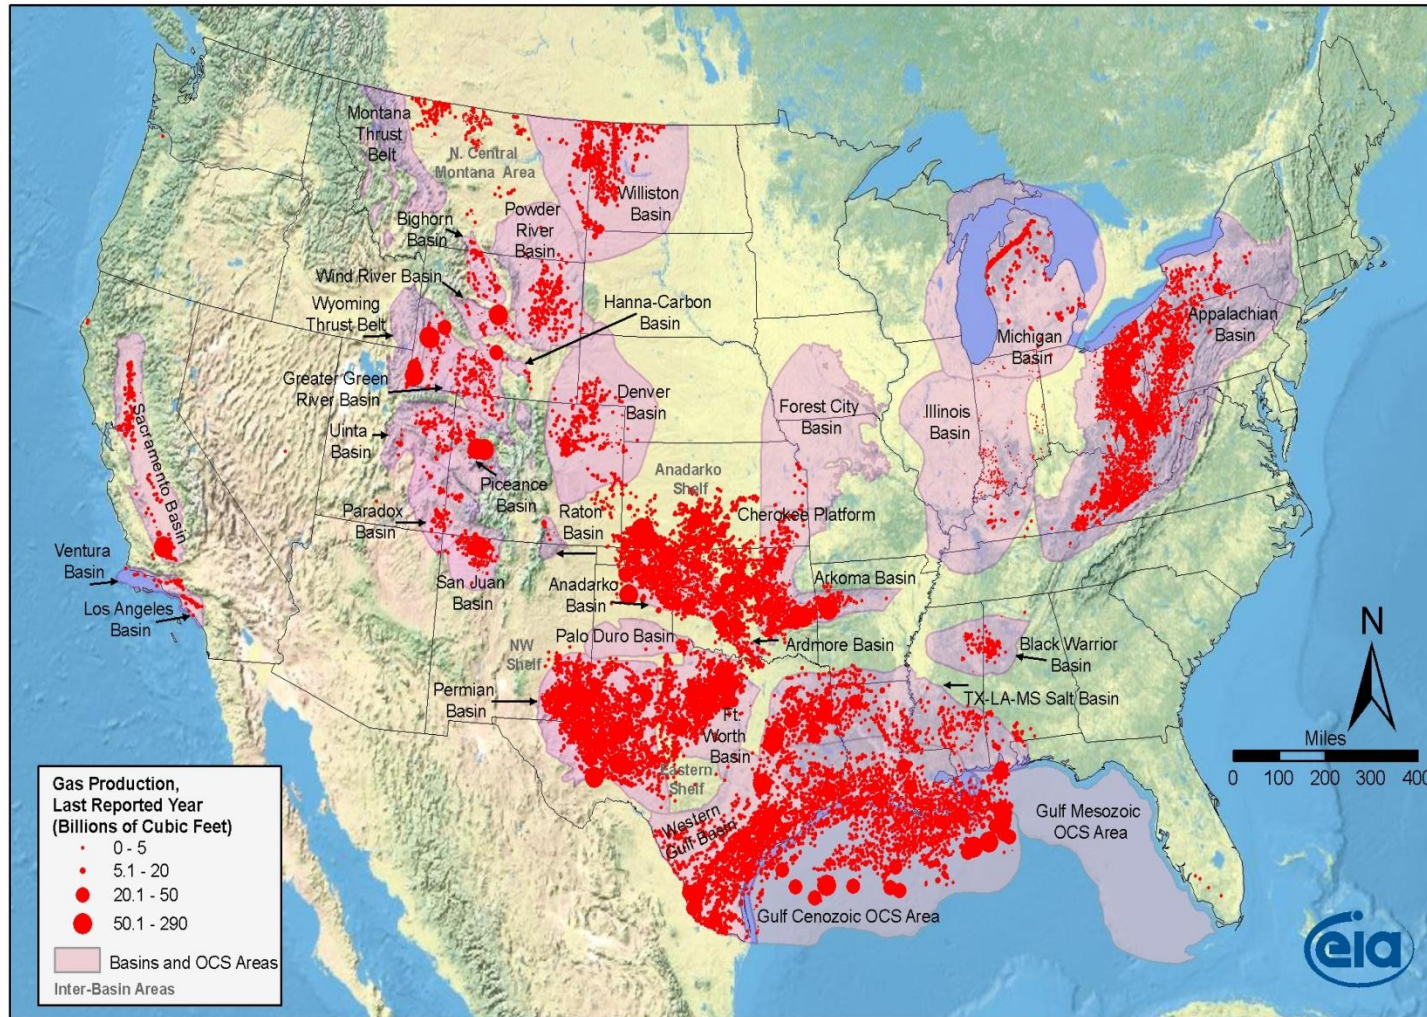 Montana
Thrust
Belt
N. Central
Montana Area
Williston
Basin
Bighorn
Basin
Powder
River
Basin
Wind River Basin
Wyoming
Thrust Belt
Hanna-Carbon
Basin
Michigan
Basin
Appalachian
Basin
Greater Green
River Basin
Denver
Basin
Forest City
Basin
Illinois
Basin
Sacramento Basin
Uinta
Basin
Piceance
Basin
Anadarko
Shelf
Paradox
Basin
Raton
Basin
Cherokee Platform
Ventura
Basin
San Juan
Basin
Anadarko
Basin
Arkoma Basin
Los Angeles
Basin
NW
Shelf
Palo Duro Basin
Ardmore Basin
Black Warrior
Basin
Permian
Basin
TX-LA-MS Salt Basin
Ft.
Worth
Basin
Eastern
Shelf
Western
Gulf Basin
Gulf Mesozoic
OCS Area
Gulf Cenozoic OCS Area
N
Miles
0 100 200 300 400
Gas Production,
Last Reported Year
(Billions of Cubic Feet)
0 - 5
5.1 - 20
20.1 - 50
50.1 - 290
Basins and OCS Areas
Inter-Basin Areas
eia